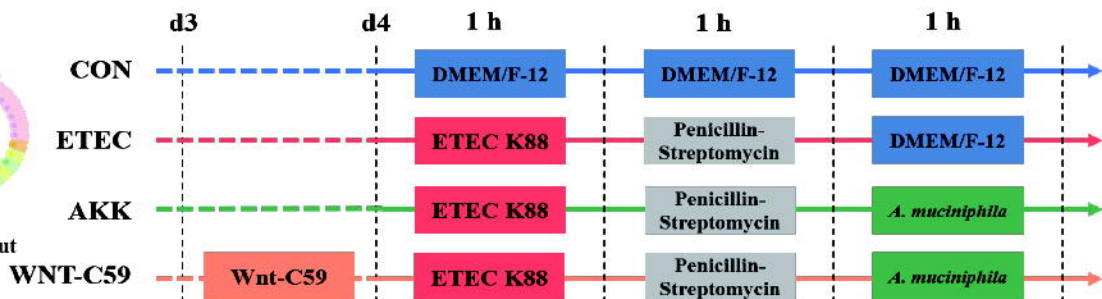 d3 d4 1 h 1 h 1 h
CON DMEM/F-12 DMEM/F-12 DMEM/F-12
ETEC ETEC K88 Penicillin-
Streptomycin DMEM/F-12
AKK ETEC K88 Penicillin-
Streptomycin A. muciniphila
ut
WNT-C59 Wnt-C59 ETEC K88 Penicillin-
Streptomycin A. muciniphila